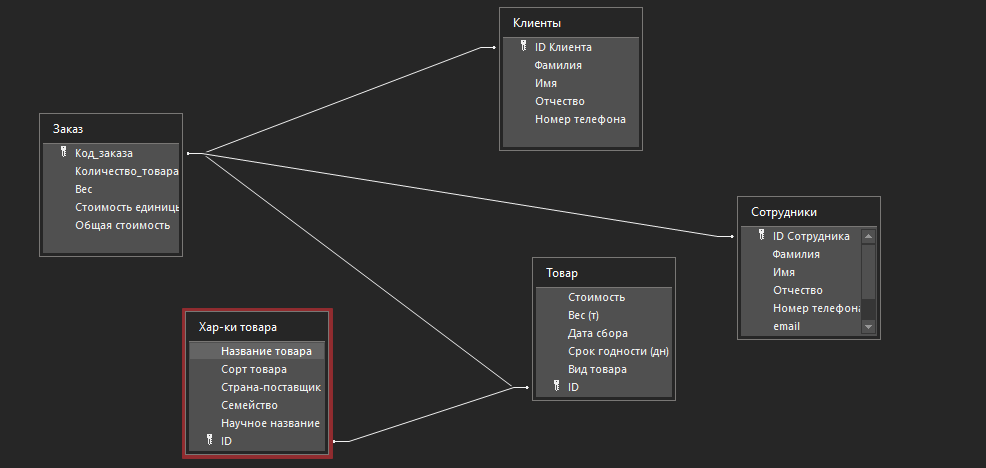 Клиенты
ID Клиента
Фамилия
Имя
Отчество
Номер телефона
Заказ
Код_заказа
Количество_товара
Вес
Стоимость единицы
Общая стоимость
Сотрудники
ID Сотрудника
Фамилия
Имя
Отчество
Номер телефона
email
Товар
Стоимость
Вес (т)
Дата сбора
Срок годности (дн)
Вид товара
ID
Хар-ки товара
Название товара
Сорт товара
Страна-поставщик
Семейство
Научное название
ID